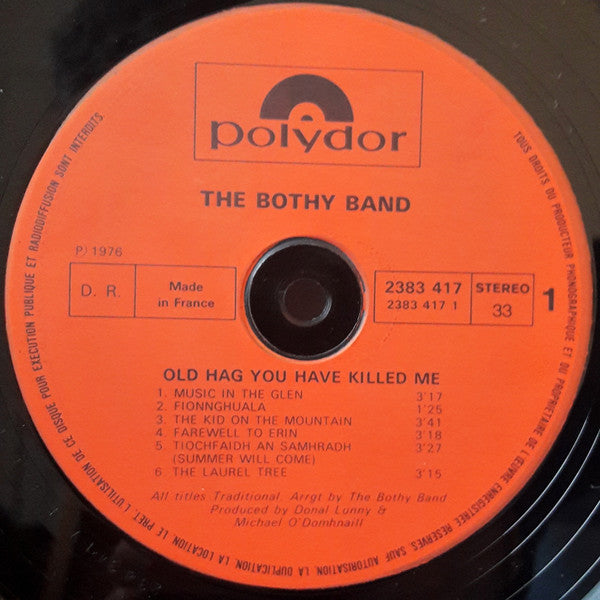 polydor
THE BOTHY BAND
P) 1976
D. R.
Made
in France
2383 417
2383 417 1
STEREO
33
1
OLD HAG YOU HAVE KILLED ME
1. MUSIC IN THE GLEN 3'17
2. FIONNGHUALA 1'25
3. THE KID ON THE MOUNTAIN 3'41
4. FAREWELL TO ERIN 3'18
5. TIOCHFAIDH AN SAMHRADH 3'27
(SUMMER WILL COME)
6. THE LAUREL TREE 3'15
All titles Traditional. Arrgt by The Bothy Band
Produced by Donal Lunny &
Michael O'Domhnaill
TOUS DROITS DU PRODUCTEUR PHONOGRAPHIQUE ET DU PROPRIETAIRE DE L'ŒUVRE ENREGISTREE RESERVES. SAUF AUTORISATION, LA DUPLICATION, LA LOCATION, LE PRET, L'UTILISATION DE CE DISQUE POUR EXECUTION PUBLIQUE ET RADIODIFFUSION SONT INTERDITS.